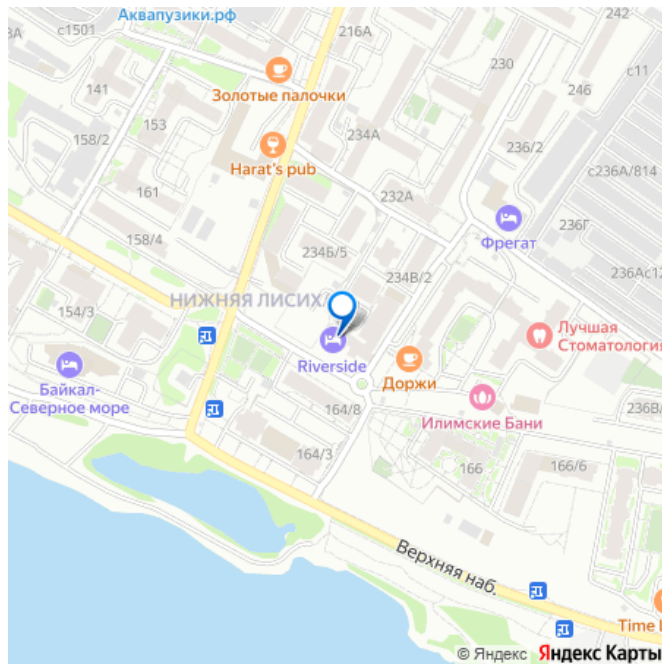 Аквапузики.рф
242
с1501
216А
3А
230
с11
141
Золотые палочки
246
153
158/2
234А
236/2
Harat's pub
с236А/814
161
232А
236Г
158/4
Фрегат
234Б/5
234В/2
236Ас12
НИЖНЯЯ ЛИСИХ
154/3
Лучшая
Стоматология
Riverside
Доржи
Байкал-
Северное море
164/8
Илимские Бани
236В/
164/3
166
166/6
Верхняя наб.
Time L
© Яндекс Яндекс Карты